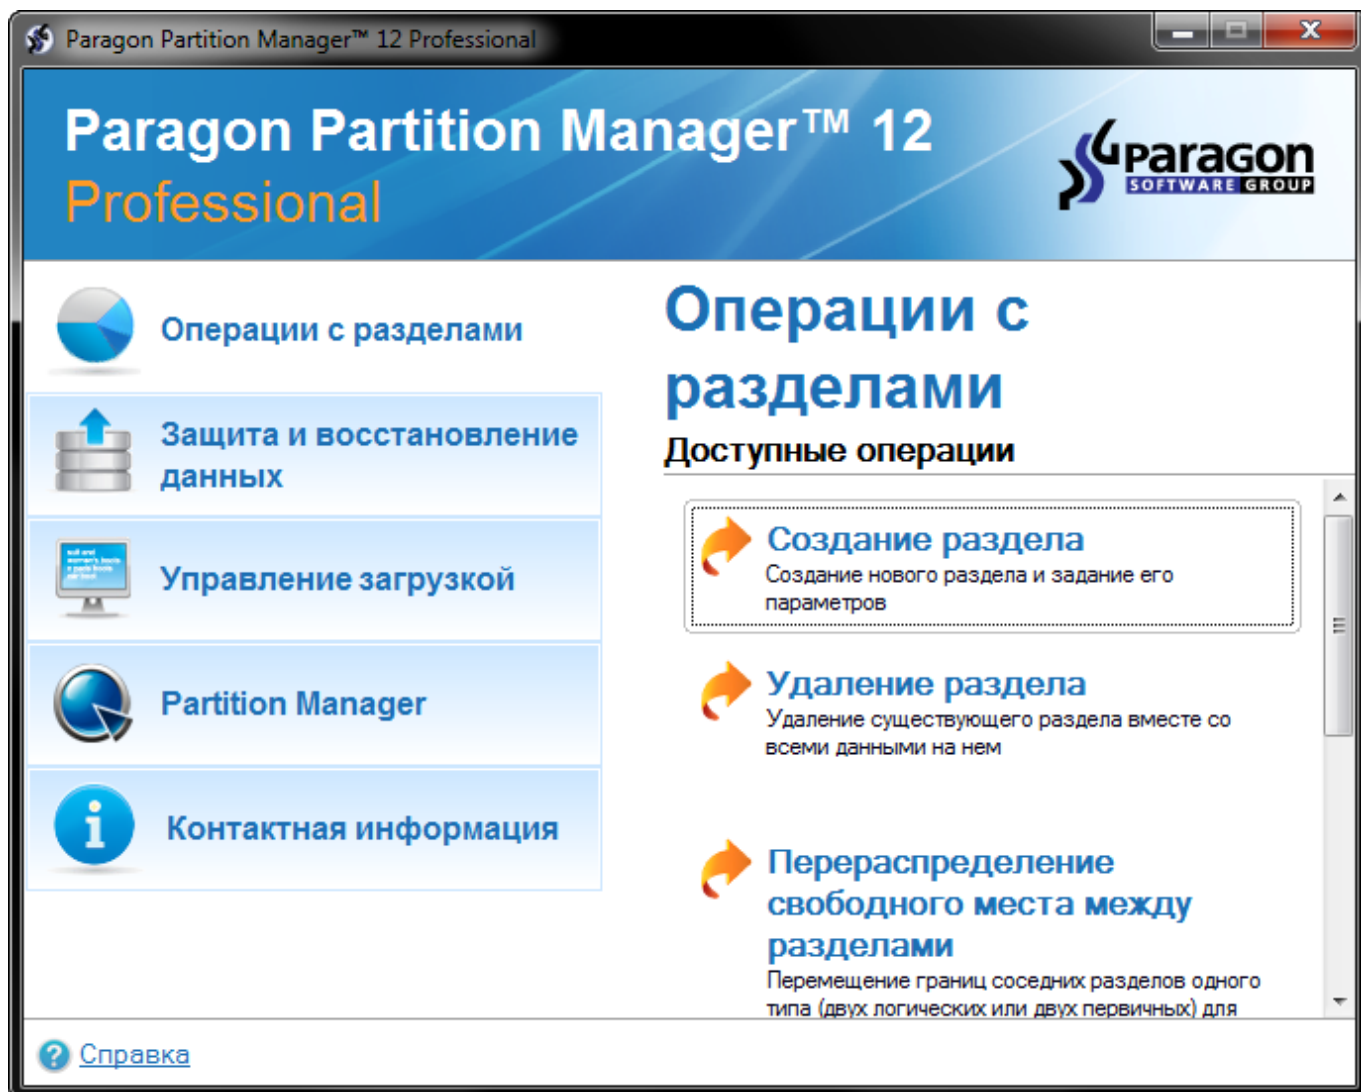 Paragon Partition Manager™ 12 Professional
Paragon Partition Manager™ 12
Professional
Paragon
SOFTWARE GROUP
Операции с разделами
Защита и восстановление
данных
Управление загрузкой
Partition Manager
Контактная информация
Операции с
разделами
Доступные операции
Создание раздела
Создание нового раздела и задание его
параметров
Удаление раздела
Удаление существующего раздела вместе со
всеми данными на нем
Перераспределение
свободного места между
разделами
Перемещение границ соседних разделов одного
типа (двух логических или двух первичных) для
Справка